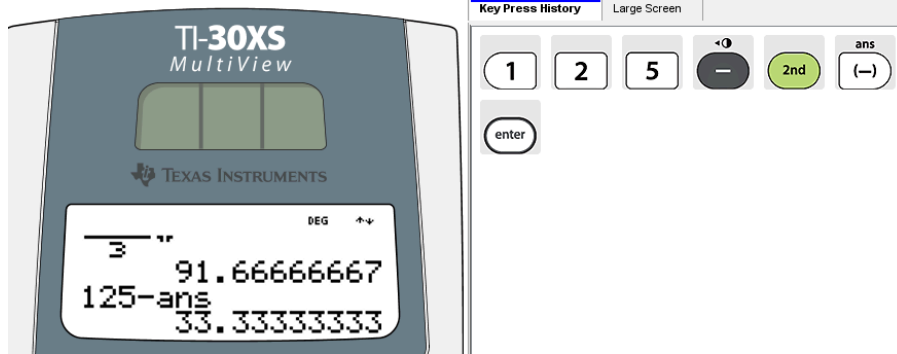 TI-30XS
MultiView
TEXAS INSTRUMENTS
DEG
3
91.66666667
125-ans
33.33333333
Key Press History
Large Screen
1
2
5
−
2nd
ans
(−)
enter